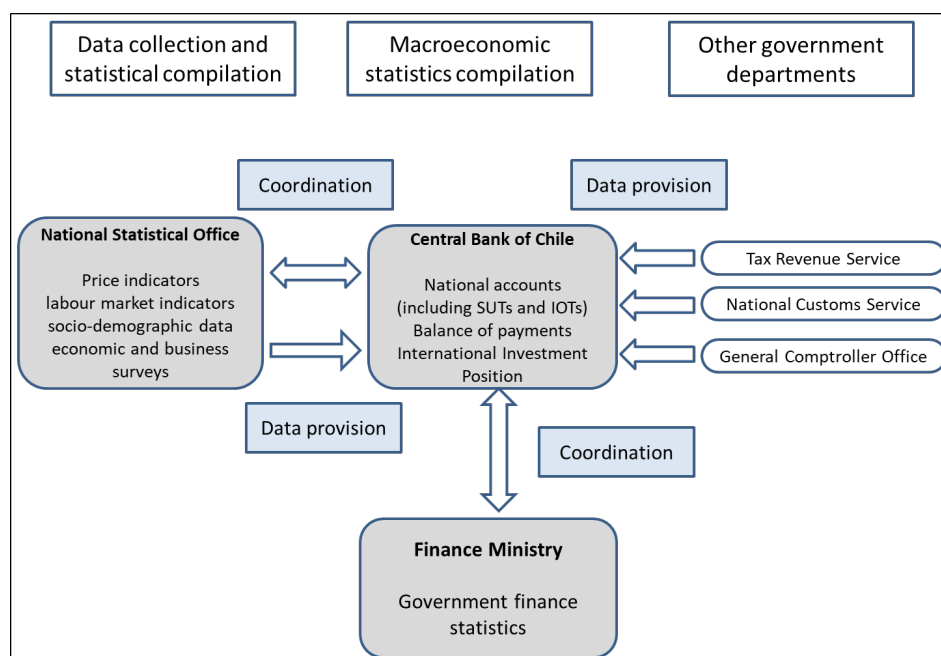 Data collection and
statistical compilation
Macroeconomic
statistics compilation
Other government
departments
Coordination
Data provision
National Statistical Office
Price indicators
labour market indicators
socio-demographic data
economic and business
surveys
Central Bank of Chile
National accounts
(including SUTs and IOTs)
Balance of payments
International Investment
Position
Tax Revenue Service
National Customs Service
General Comptroller Office
Data provision
Coordination
Finance Ministry
Government finance
statistics